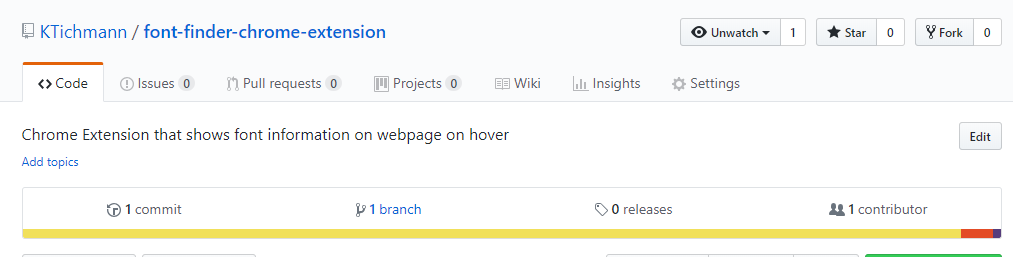 KTichmann / font-finder-chrome-extension Unwatch 1 Star 0 Fork 0
Code Issues 0 Pull requests 0 Projects 0 Wiki Insights Settings
Chrome Extension that shows font information on webpage on hover Edit
Add topics
1 commit 1 branch 0 releases 1 contributor